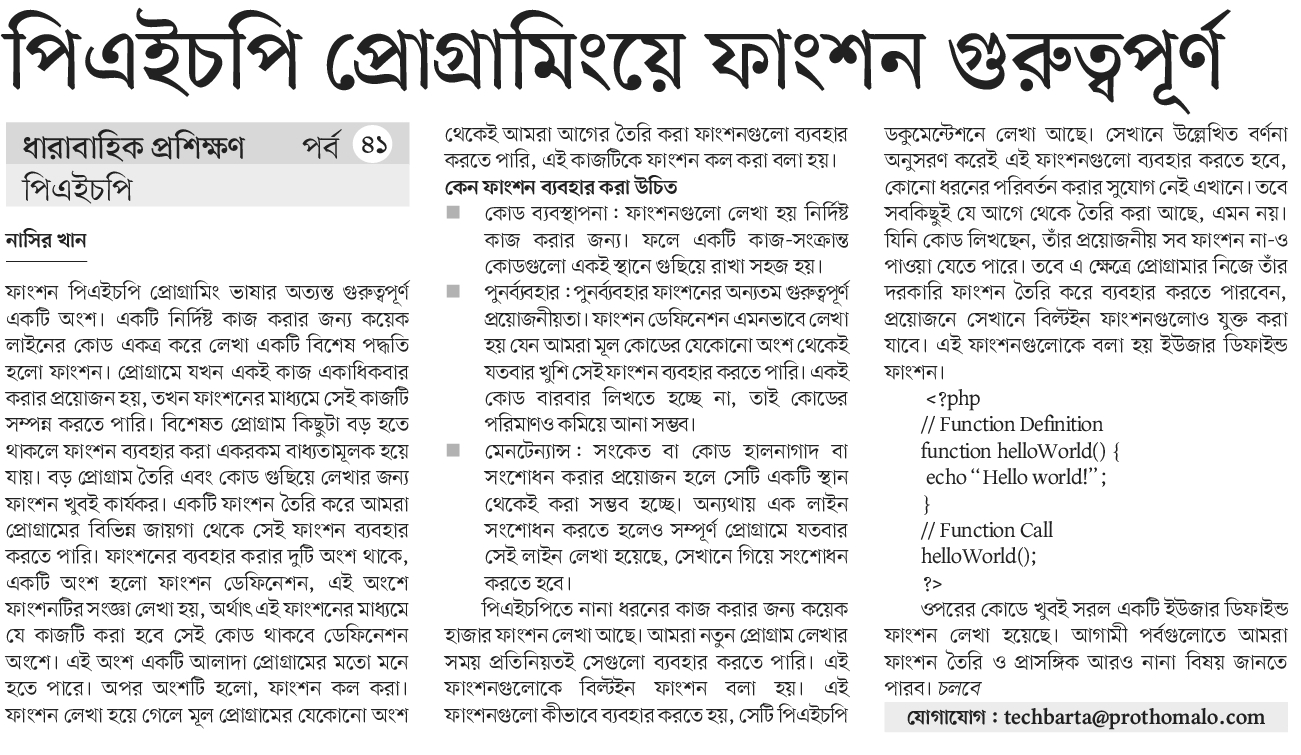 পিএইচপি প্রোগ্রামিংয়ে ফাংশন গুরুত্বপূর্ণ
ধারাবাহিক প্রশিক্ষণ পর্ব ৪১
পিএইচপি
নাসির খান
ফাংশন পিএইচপি প্রোগ্রামিং ভাষার অত্যন্ত গুরুত্বপূর্ণ
একটি অংশ। একটি নির্দিষ্ট কাজ করার জন্য কয়েক
লাইনের কোড একত্র করে লেখা একটি বিশেষ পদ্ধতি
হলো ফাংশন। প্রোগ্রামে যখন একই কাজ একাধিকবার
করার প্রয়োজন হয়, তখন ফাংশনের মাধ্যমে সেই কাজটি
সম্পন্ন করতে পারি। বিশেষত প্রোগ্রাম কিছুটা বড় হতে
থাকলে ফাংশন ব্যবহার করা একরকম বাধ্যতামূলক হয়ে
যায়। বড় প্রোগ্রাম তৈরি এবং কোড গুছিয়ে লেখার জন্য
ফাংশন খুবই কার্যকর। একটি ফাংশন তৈরি করে আমরা
প্রোগ্রামের বিভিন্ন জায়গা থেকে সেই ফাংশন ব্যবহার
করতে পারি। ফাংশনের ব্যবহার করার দুটি অংশ থাকে,
একটি অংশ হলো ফাংশন ডেফিনেশন, এই অংশে
ফাংশনটির সংজ্ঞা লেখা হয়, অর্থাৎ এই ফাংশনের মাধ্যমে
যে কাজটি করা হবে সেই কোড থাকবে ডেফিনেশন
অংশে। এই অংশ একটি আলাদা প্রোগ্রামের মতো মনে
হতে পারে। অপর অংশটি হলো, ফাংশন কল করা।
ফাংশন লেখা হয়ে গেলে মূল প্রোগ্রামের যেকোনো অংশ
থেকেই আমরা আগের তৈরি করা ফাংশনগুলো ব্যবহার
করতে পারি, এই কাজটিকে ফাংশন কল করা বলা হয়।
কেন ফাংশন ব্যবহার করা উচিত
■ কোড ব্যবস্থাপনা : ফাংশনগুলো লেখা হয় নির্দিষ্ট
কাজ করার জন্য। ফলে একটি কাজ-সংক্রান্ত
কোডগুলো একই স্থানে গুছিয়ে রাখা সহজ হয়।
■ পুনর্ব্যবহার : পুনর্ব্যবহার ফাংশনের অন্যতম গুরুত্বপূর্ণ
প্রয়োজনীয়তা। ফাংশন ডেফিনেশন এমনভাবে লেখা
হয় যেন আমরা মূল কোডের যেকোনো অংশ থেকেই
যতবার খুশি সেই ফাংশন ব্যবহার করতে পারি। একই
কোড বারবার লিখতে হচ্ছে না, তাই কোডের
পরিমাণও কমিয়ে আনা সম্ভব।
■ মেনটেন্যান্স : সংকেত বা কোড হালনাগাদ বা
সংশোধন করার প্রয়োজন হলে সেটি একটি স্থান
থেকেই করা সম্ভব হচ্ছে। অন্যথায় এক লাইন
সংশোধন করতে হলেও সম্পূর্ণ প্রোগ্রামে যতবার
সেই লাইন লেখা হয়েছে, সেখানে গিয়ে সংশোধন
করতে হবে।
পিএইচপিতে নানা ধরনের কাজ করার জন্য কয়েক
হাজার ফাংশন লেখা আছে। আমরা নতুন প্রোগ্রাম লেখার
সময় প্রতিনিয়তই সেগুলো ব্যবহার করতে পারি। এই
ফাংশনগুলোকে বিল্টইন ফাংশন বলা হয়। এই
ফাংশনগুলো কীভাবে ব্যবহার করতে হয়, সেটি পিএইচপি
ডকুমেন্টেশনে লেখা আছে। সেখানে উল্লেখিত বর্ণনা
অনুসরণ করেই এই ফাংশনগুলো ব্যবহার করতে হবে,
কোনো ধরনের পরিবর্তন করার সুযোগ নেই এখানে। তবে
সবকিছুই যে আগে থেকে তৈরি করা আছে, এমন নয়।
যিনি কোড লিখছেন, তাঁর প্রয়োজনীয় সব ফাংশন না-ও
পাওয়া যেতে পারে। তবে এ ক্ষেত্রে প্রোগ্রামার নিজে তাঁর
দরকারি ফাংশন তৈরি করে ব্যবহার করতে পারবেন,
প্রয়োজনে সেখানে বিল্টইন ফাংশনগুলোও যুক্ত করা
যাবে। এই ফাংশনগুলোকে বলা হয় ইউজার ডিফাইন্ড
ফাংশন।
<?php
// Function Definition
function helloWorld() {
echo “Hello world!”;
}
// Function Call
helloWorld();
?>
ওপরের কোডে খুবই সরল একটি ইউজার ডিফাইন্ড
ফাংশন লেখা হয়েছে। আগামী পর্বগুলোতে আমরা
ফাংশন তৈরি ও প্রাসঙ্গিক আরও নানা বিষয় জানতে
পারব। চলবে
যোগাযোগ : techbarta@prothomalo.com